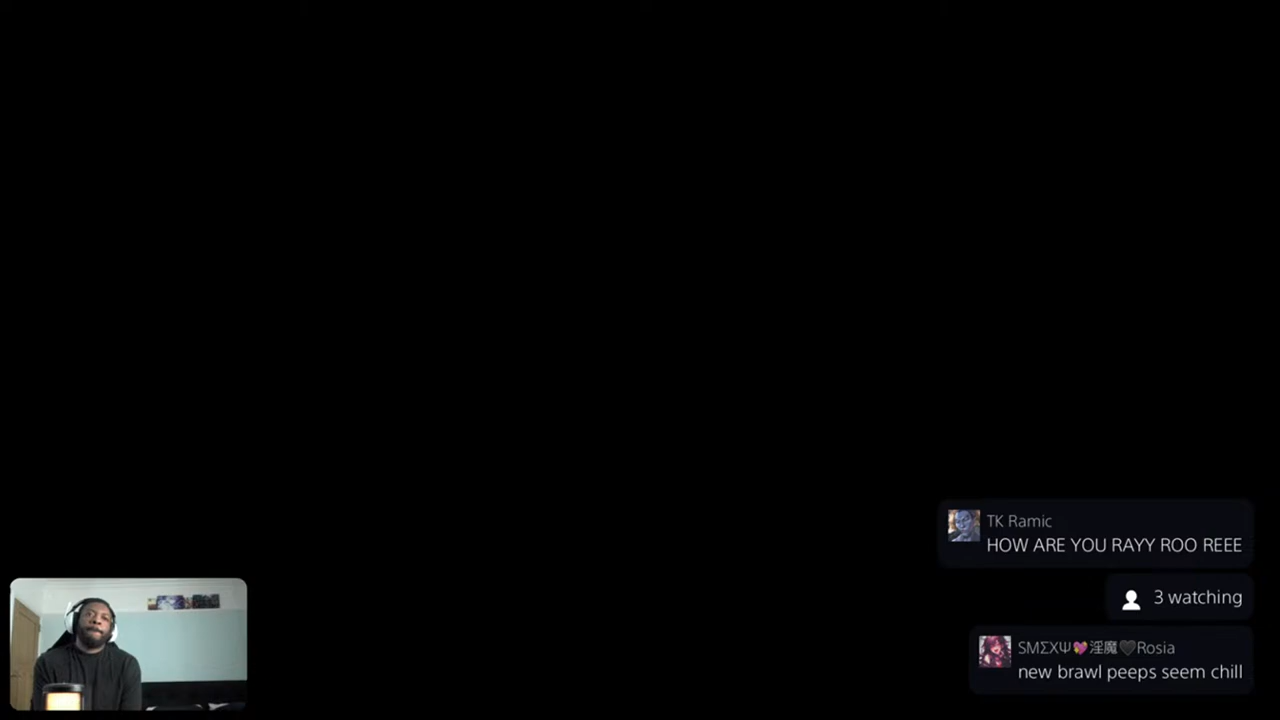 TK Ramic
HOW ARE YOU RAYY ROO REEE
3 watching
SMΣXΨ💘淫魔🖤Rosia
new brawl peeps seem chill